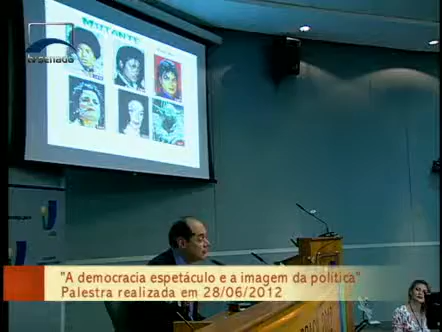 MUTANTE
tv senado
"A democracia espetáculo e a imagem da política"
Palestra realizada em 28/06/2012